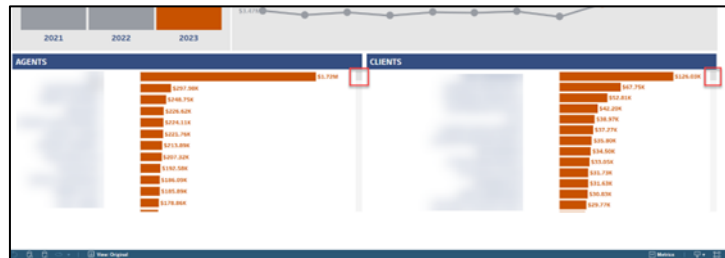 2021 2022 2023
AGENTS
$1.73M
$297.98K
$248.75K
$226.62K
$224.11K
$221.76K
$213.89K
$207.32K
$192.58K
$186.09K
$185.89K
$178.86K
CLIENTS
$126.03K
$67.75K
$52.81K
$42.20K
$38.97K
$37.27K
$35.80K
$34.90K
$33.05K
$31.73K
$31.63K
$30.83K
$29.77K
View: Original
Metrics